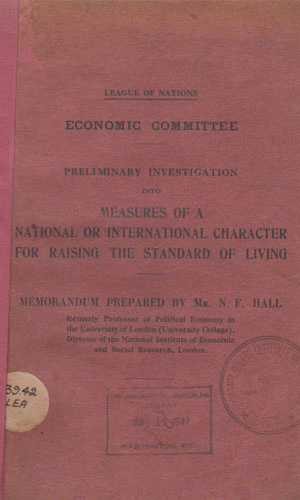 LEAGUE OF NATIONS
ECONOMIC COMMITTEE
PRELIMINARY INVESTIGATION
INTO
MEASURES OF A
NATIONAL OR INTERNATIONAL CHARACTER
FOR RAISING THE STANDARD OF LIVING
MEMORANDUM PREPARED BY Mr. N. F. HALL
formerly Professor of Political Economy in
the University of London (University College),
Director of the National Institute of Economic
and Social Research, London.
3942
LEA
1947
WASHINGTON, D.C.